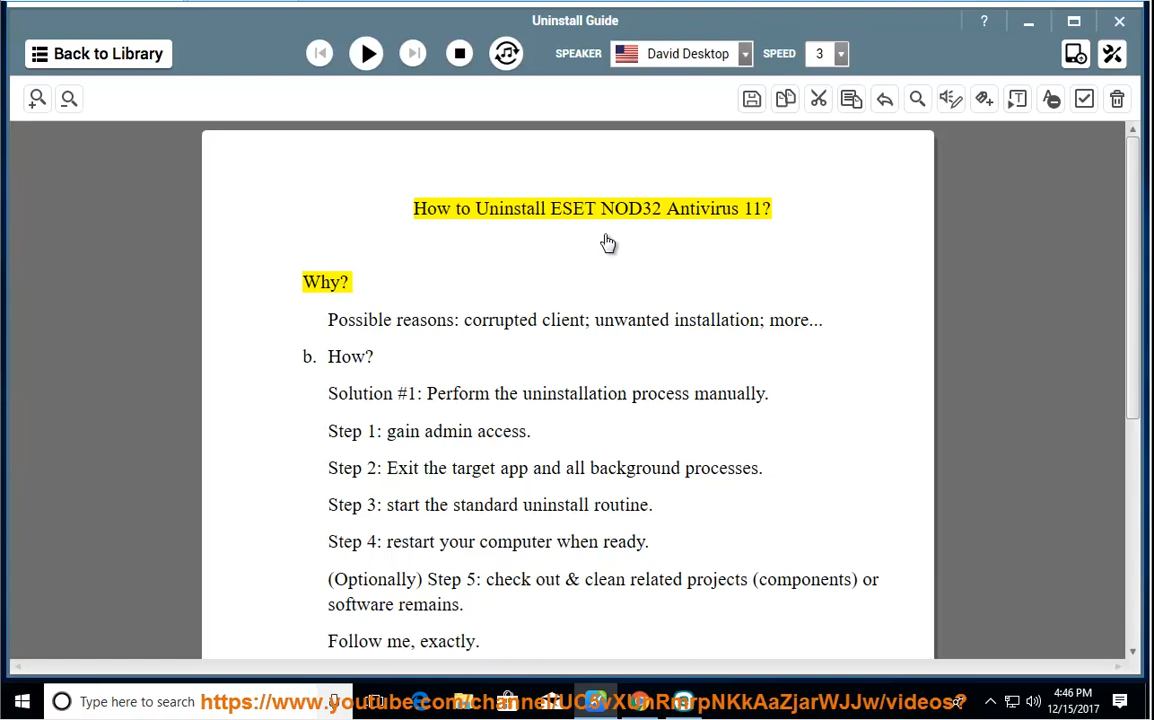 Uninstall Guide
?
Back to Library
SPEAKER
David Desktop
SPEED
3
How to Uninstall ESET NOD32 Antivirus 11?
Why?
Possible reasons: corrupted client; unwanted installation; more...
b. How?
Solution #1: Perform the uninstallation process manually.
Step 1: gain admin access.
Step 2: Exit the target app and all background processes.
Step 3: start the standard uninstall routine.
Step 4: restart your computer when ready.
(Optionally) Step 5: check out & clean related projects (components) or
software remains.
Follow me, exactly.
Type here to search
4:46 PM
12/15/2017